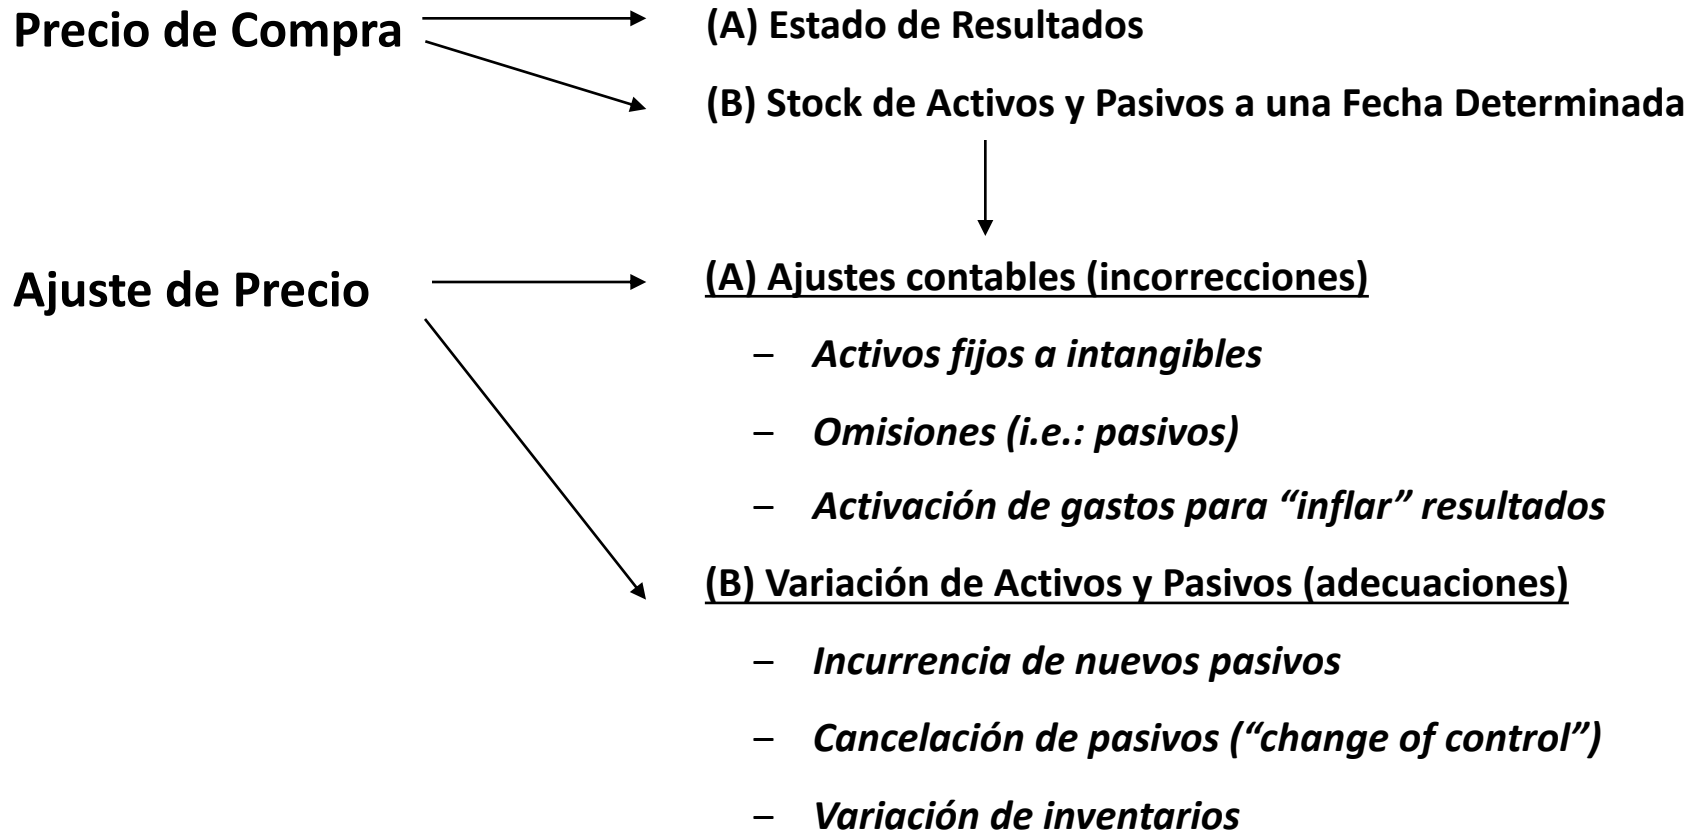 Precio de Compra
(A) Estado de Resultados
(B) Stock de Activos y Pasivos a una Fecha Determinada
Ajuste de Precio
(A) Ajustes contables (incorrecciones)
– Activos fijos a intangibles
– Omisiones (i.e.: pasivos)
– Activación de gastos para “inflar” resultados
(B) Variación de Activos y Pasivos (adecuaciones)
– Incurrencia de nuevos pasivos
– Cancelación de pasivos (“change of control”)
– Variación de inventarios